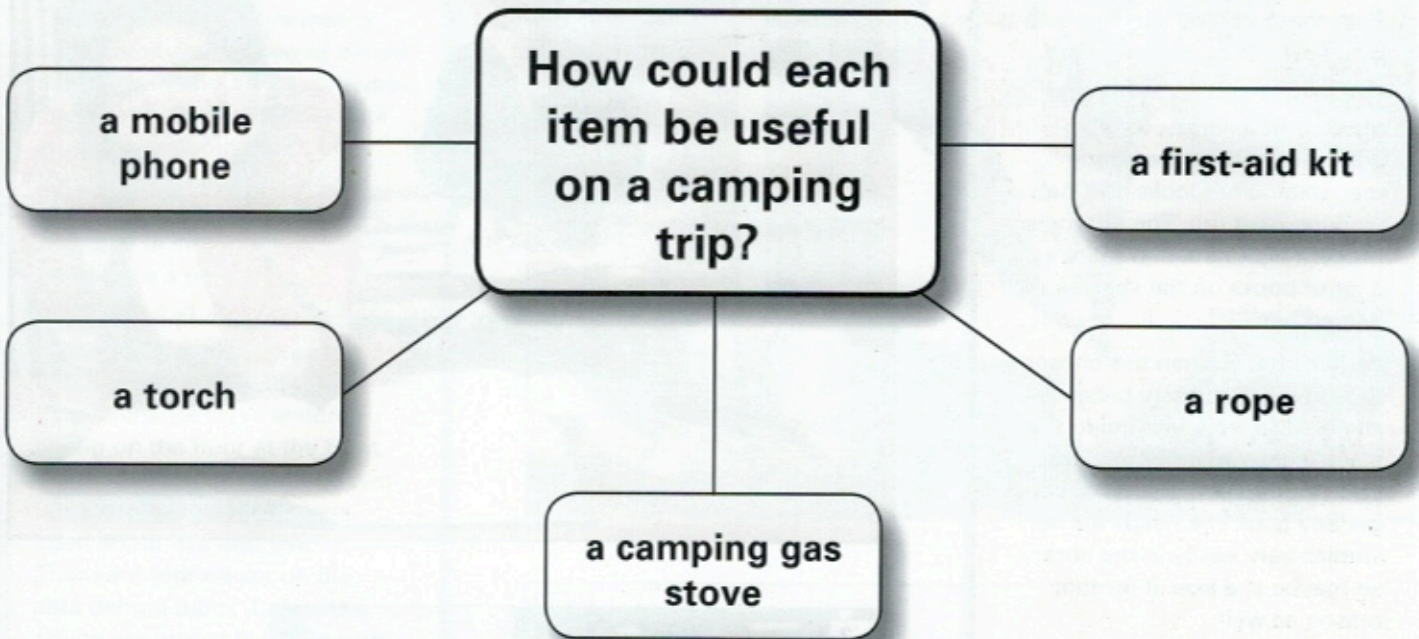 How could each
item be useful
on a camping
trip?
a mobile
phone
a first-aid kit
a torch
a rope
a camping gas
stove